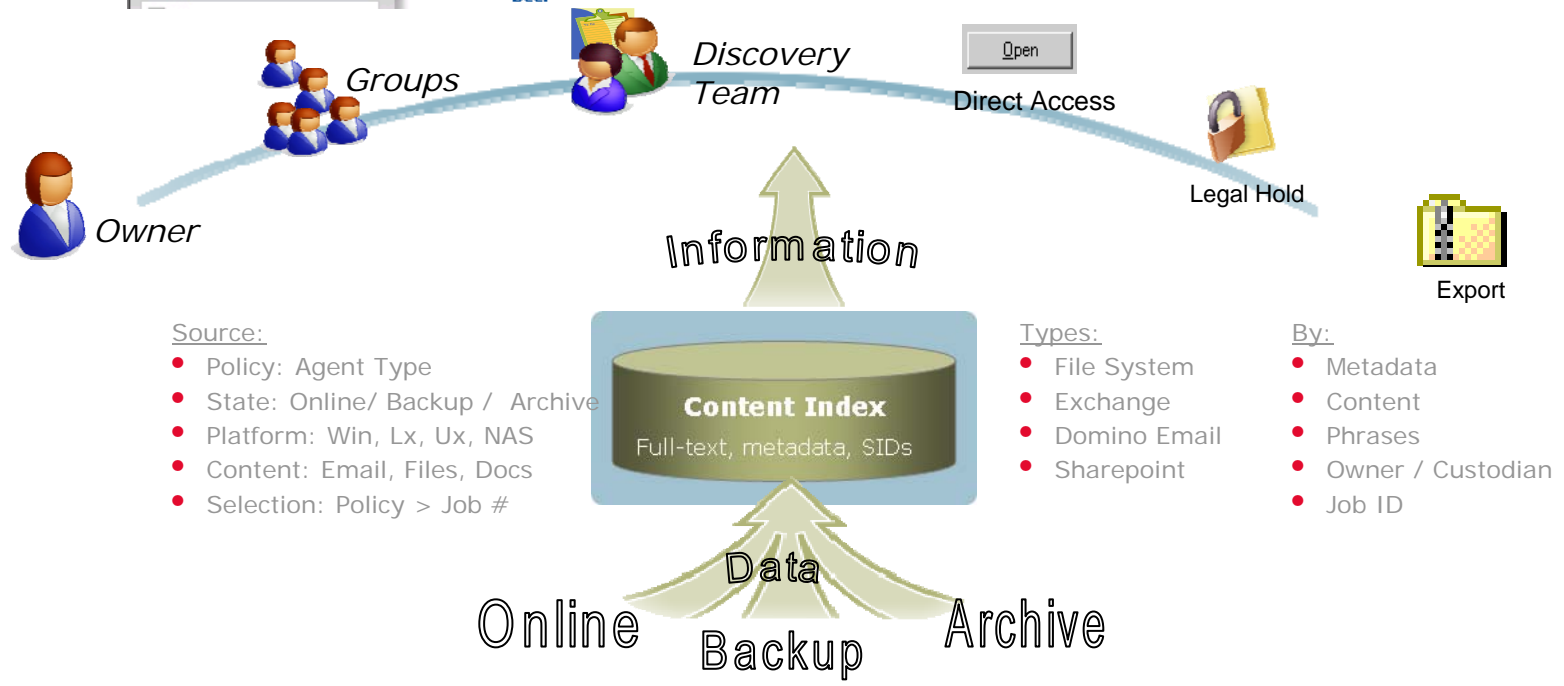 Groups
Discovery
Team
Open
Direct Access
Legal Hold
Owner
Export
Information
Source:
Policy: Agent Type
State: Online/ Backup / Archive
Platform: Win, Lx, Ux, NAS
Content: Email, Files, Docs
Selection: Policy > Job #
Content Index
Full-text, metadata, SIDs
Types:
File System
Exchange
Domino Email
Sharepoint
By:
Metadata
Content
Phrases
Owner / Custodian
Job ID
Data
Online
Backup
Archive